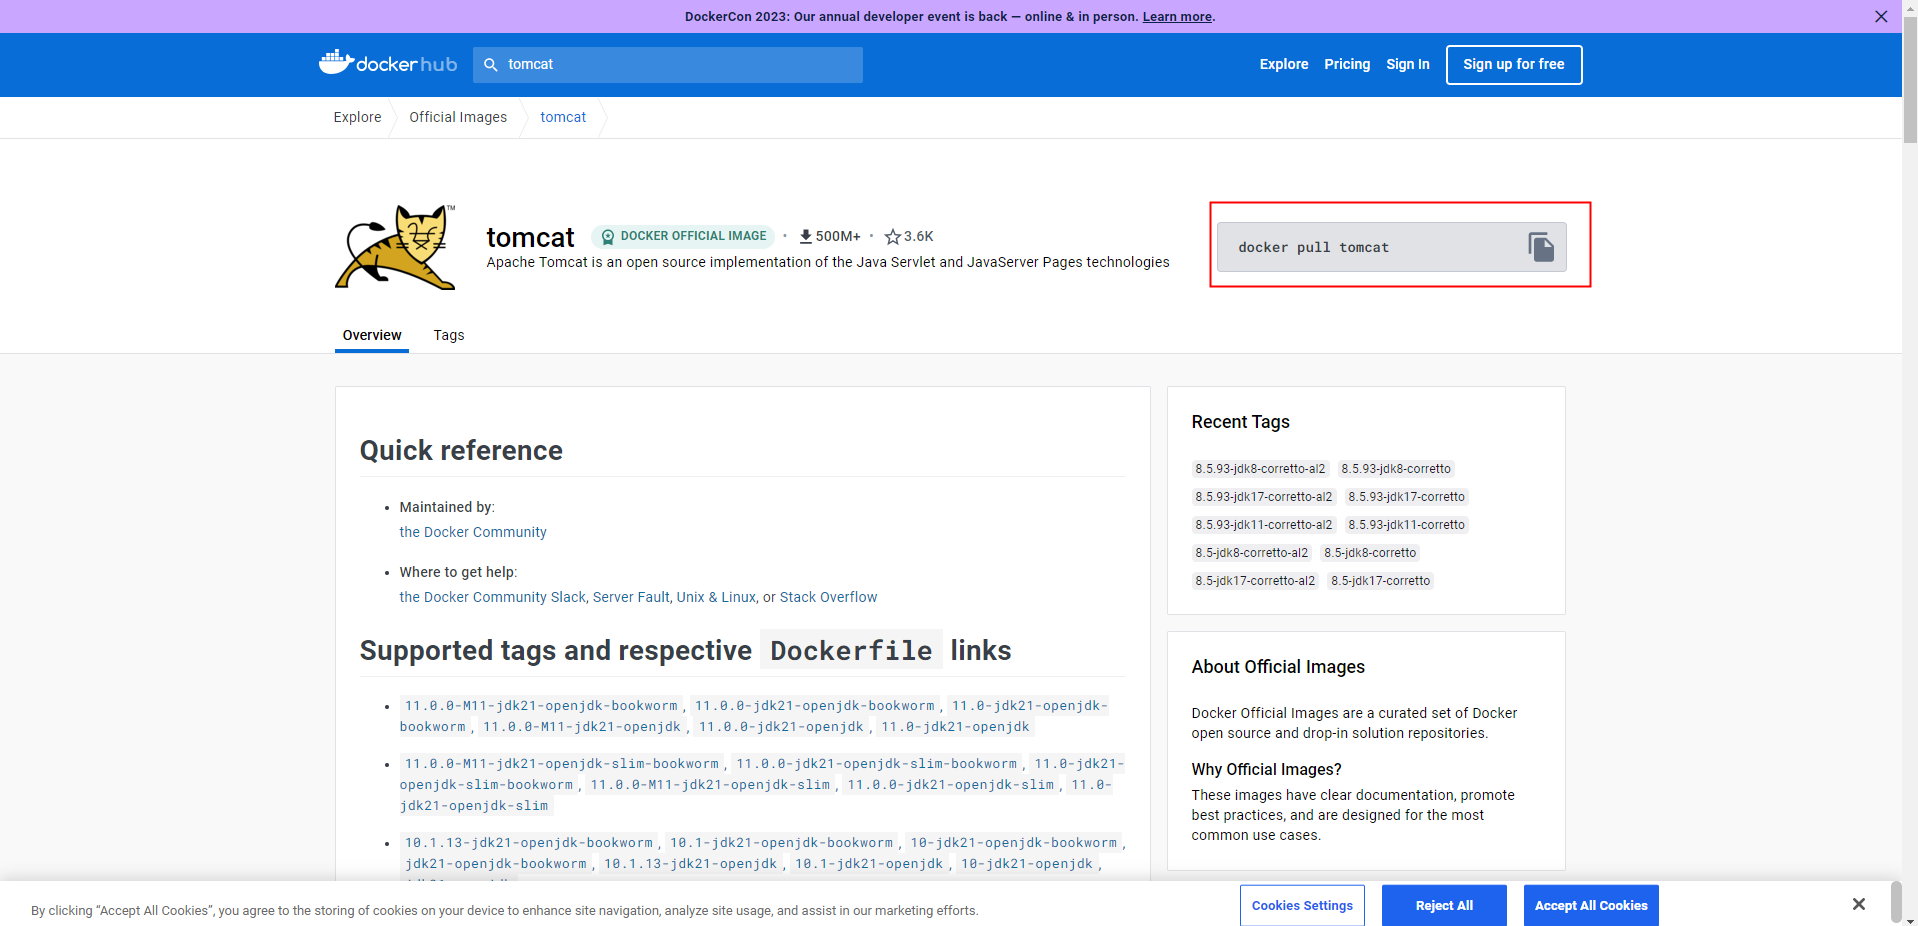 DockerCon 2023: Our annual developer event is back — online & in person. Learn more.
docker hub
tomcat
Explore
Pricing
Sign In
Sign up for free
Explore
Official Images
tomcat
TM
tomcat
DOCKER OFFICIAL IMAGE
·
500M+
·
3.6K
Apache Tomcat is an open source implementation of the Java Servlet and JavaServer Pages technologies
docker pull tomcat
Overview
Tags
Quick reference
• Maintained by:
the Docker Community
• Where to get help:
the Docker Community Slack, Server Fault, Unix & Linux, or Stack Overflow
Supported tags and respective Dockerfile links
• 11.0.0-M11-jdk21-openjdk-bookworm, 11.0.0-jdk21-openjdk-bookworm, 11.0-jdk21-openjdk-
bookworm, 11.0.0-M11-jdk21-openjdk, 11.0.0-jdk21-openjdk, 11.0-jdk21-openjdk
• 11.0.0-M11-jdk21-openjdk-slim-bookworm, 11.0.0-jdk21-openjdk-slim-bookworm, 11.0-jdk21-
openjdk-slim-bookworm, 11.0.0-M11-jdk21-openjdk-slim, 11.0.0-jdk21-openjdk-slim, 11.0-
jdk21-openjdk-slim
• 10.1.13-jdk21-openjdk-bookworm, 10.1-jdk21-openjdk-bookworm, 10-jdk21-openjdk-bookworm,
jdk21-openjdk-bookworm, 10.1.13-jdk21-openjdk, 10.1-jdk21-openjdk, 10-jdk21-openjdk,
Recent Tags
8.5.93-jdk8-corretto-al2 8.5.93-jdk8-corretto
8.5.93-jdk17-corretto-al2 8.5.93-jdk17-corretto
8.5.93-jdk11-corretto-al2 8.5.93-jdk11-corretto
8.5-jdk8-corretto-al2 8.5-jdk8-corretto
8.5-jdk17-corretto-al2 8.5-jdk17-corretto
About Official Images
Docker Official Images are a curated set of Docker
open source and drop-in solution repositories.
Why Official Images?
These images have clear documentation, promote
best practices, and are designed for the most
common use cases.
By clicking “Accept All Cookies”, you agree to the storing of cookies on your device to enhance site navigation, analyze site usage, and assist in our marketing efforts.
Cookies Settings
Reject All
Accept All Cookies